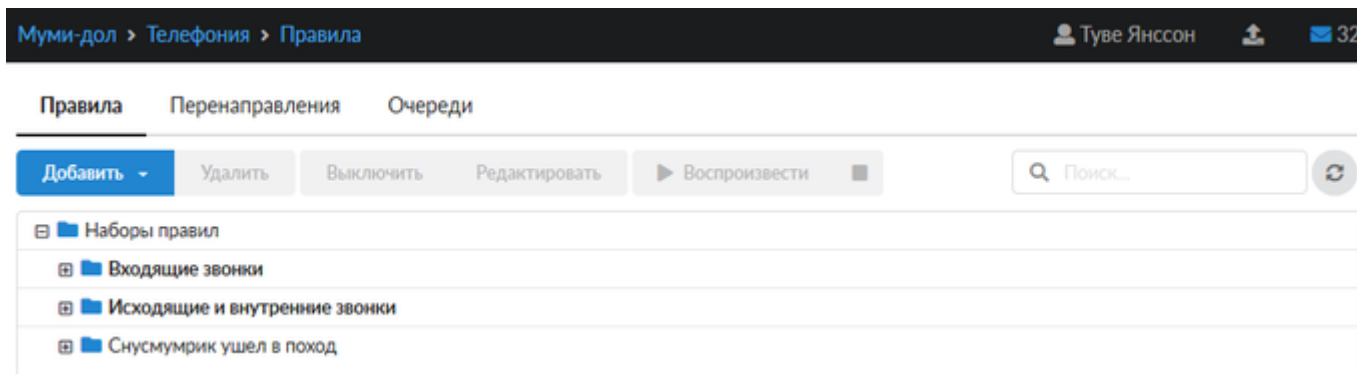 Муми-дол > Телефония > Правила Туве Янссон 32
Правила Перенаправления Очереди
Добавить Удалить Выключить Редактировать Воспроизвести Поиск...
Наборы правил
Входящие звонки
Исходящие и внутренние звонки
Снусмумрик ушел в поход